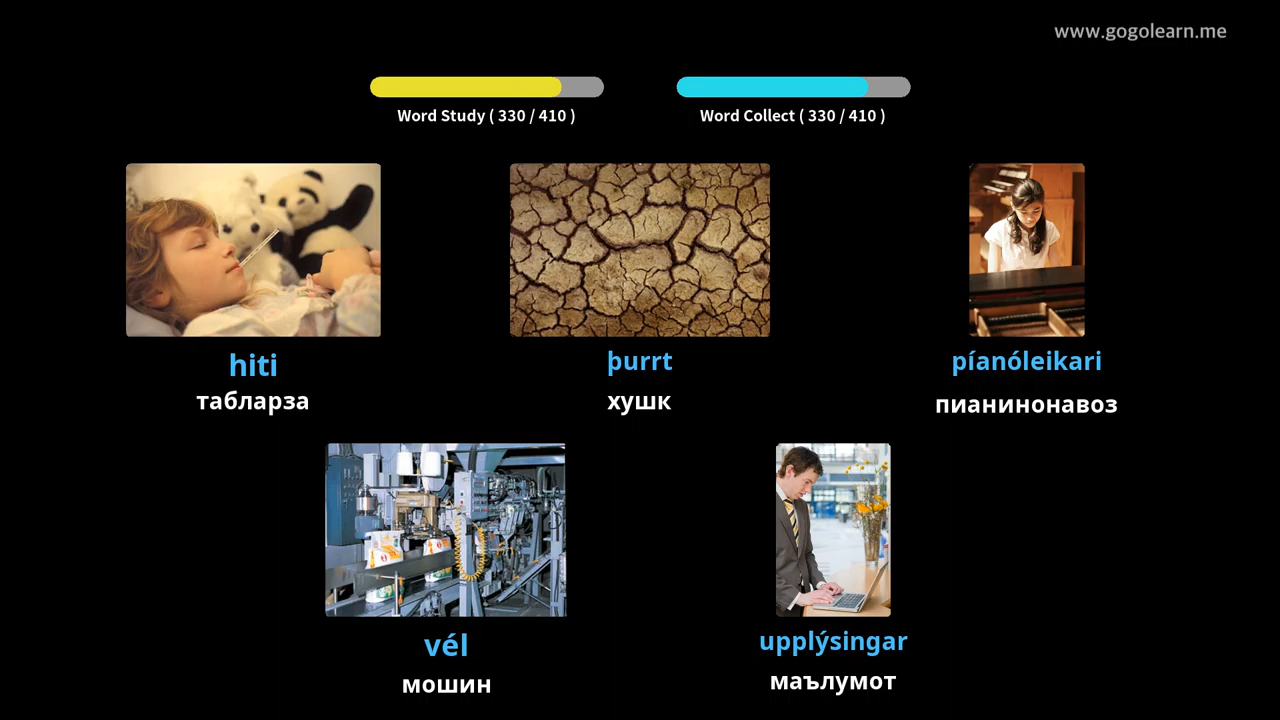 www.gogolearn.me
Word Study ( 330 / 410 )
Word Collect ( 330 / 410 )
hiti
табларза
þurrt
хушк
píanóleikari
пианинонавоз
vél
мошин
upplýsingar
маълумот